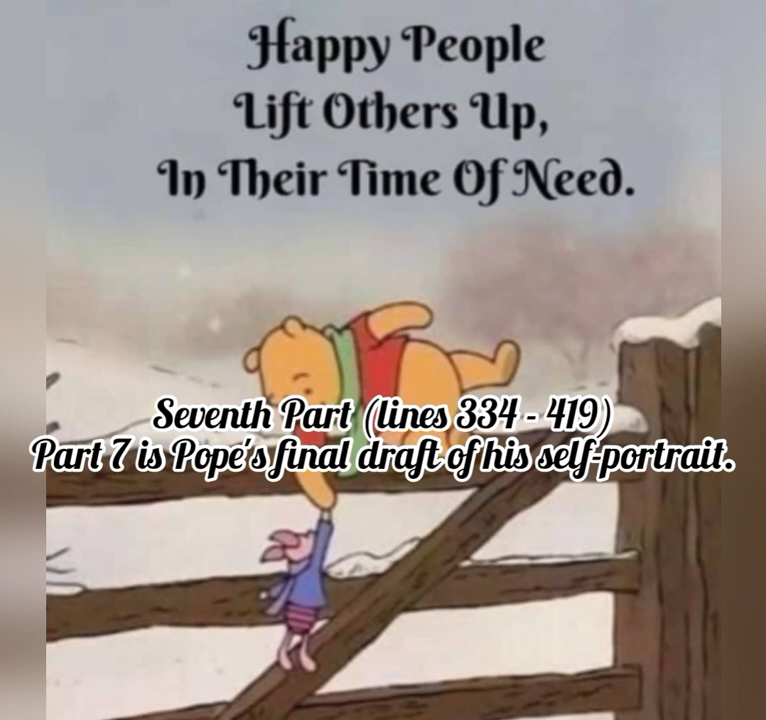 Happy People
Lift Others Up,
In Their Time Of Need.
Seventh Part (lines 334 - 419)
Part 7 is Pope's final draft of his self-portrait.